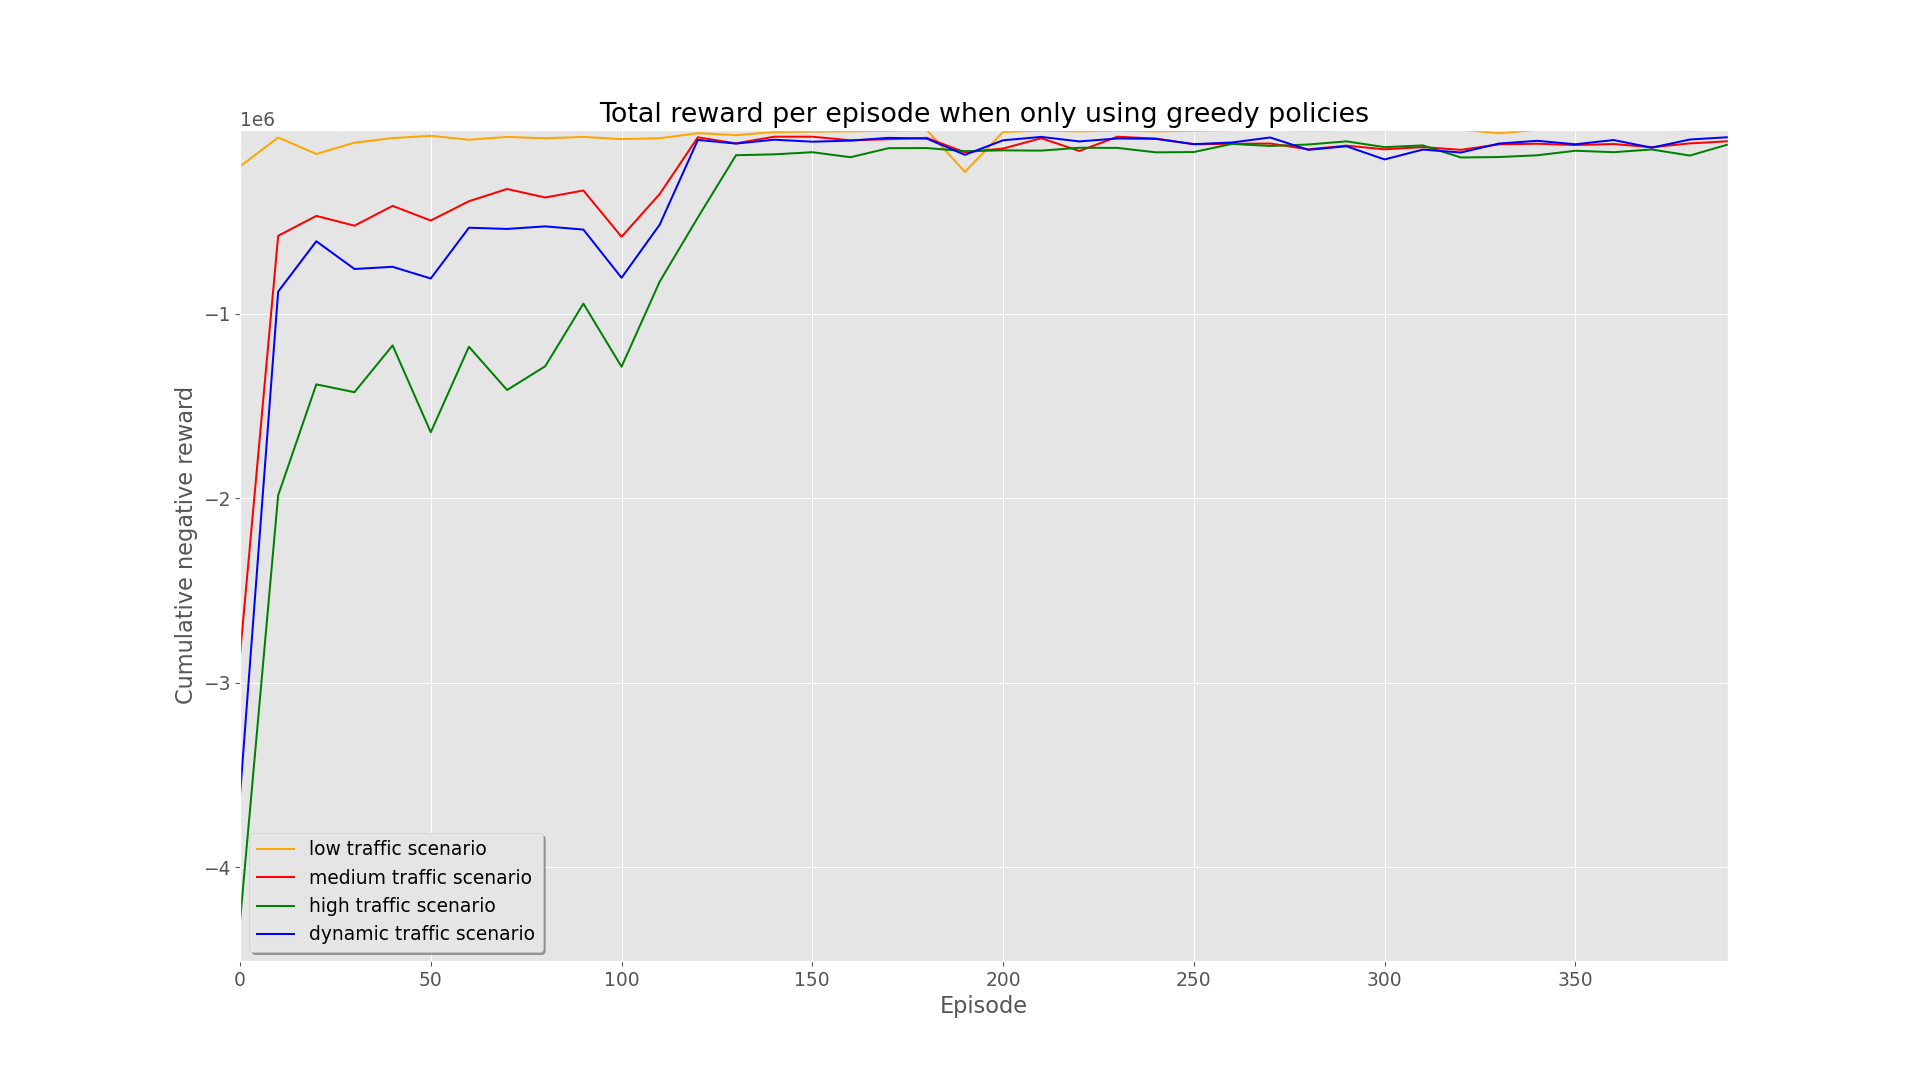 Total reward per episode when only using greedy policies
1e6
−1
−2
−3
−4
Cumulative negative reward
low traffic scenario
medium traffic scenario
high traffic scenario
dynamic traffic scenario
0 50 100 150 200 250 300 350
Episode